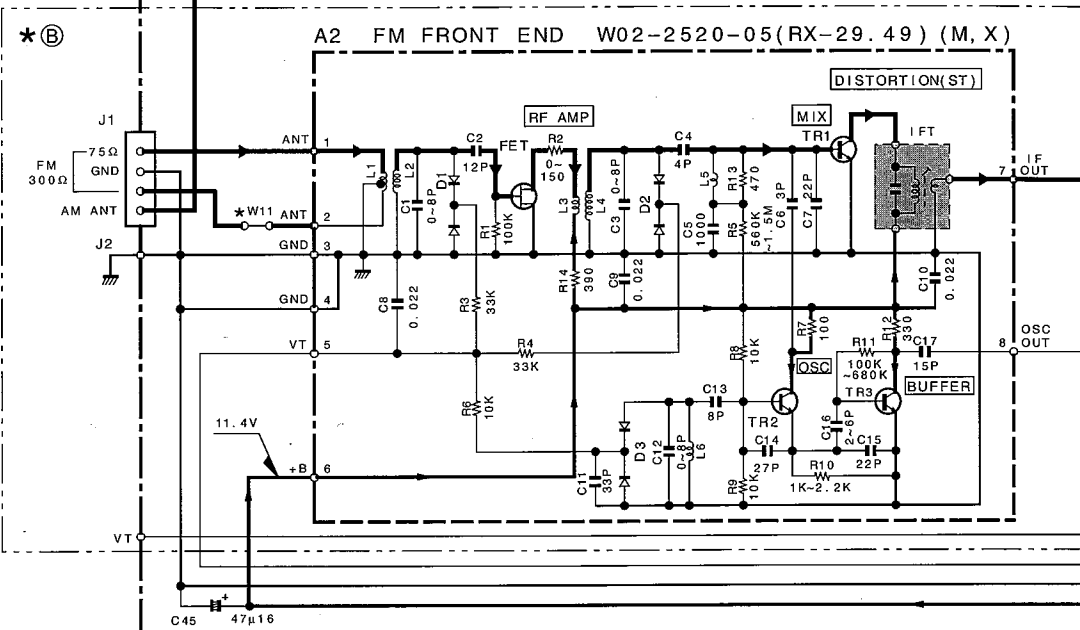 *Ⓑ
A2 FM FRONT END W02-2520-05(RX-29.49) (M,X)
DISTORTION(ST)
J1
ANT 1
RF AMP
MIX
TR1
IFT
FM
300Ω
75Ω
GND
AM ANT
L1
L2
C2
12P
FET
R2
0~
150
C4
4P
7
IF
OUT
C1
0~8P
D1
R1
100K
L3
L4
C3
0~8P
D2
L5
C5
1000
R13
470
R5
560K
~1.5M
C6 3P
C7 22P
*W11
ANT 2
J2
GND 3
GND 4
C8
0.022
R3
33K
R14
390
C9
0.022
C10
0.022
VT 5
R4
33K
R8
10K
R7
100
R12
330
R11
100K
~680K
C17
15P
8
OSC
OUT
OSC
BUFFER
R6
10K
C13
8P
TR2
TR3
C16
2~6P
11.4V
+B 6
C11
33P
D3
C12
0~8P
L6
C14
27P
C15
22P
R9
10K
R10
1K~2.2K
VT
C45
+
47μ16